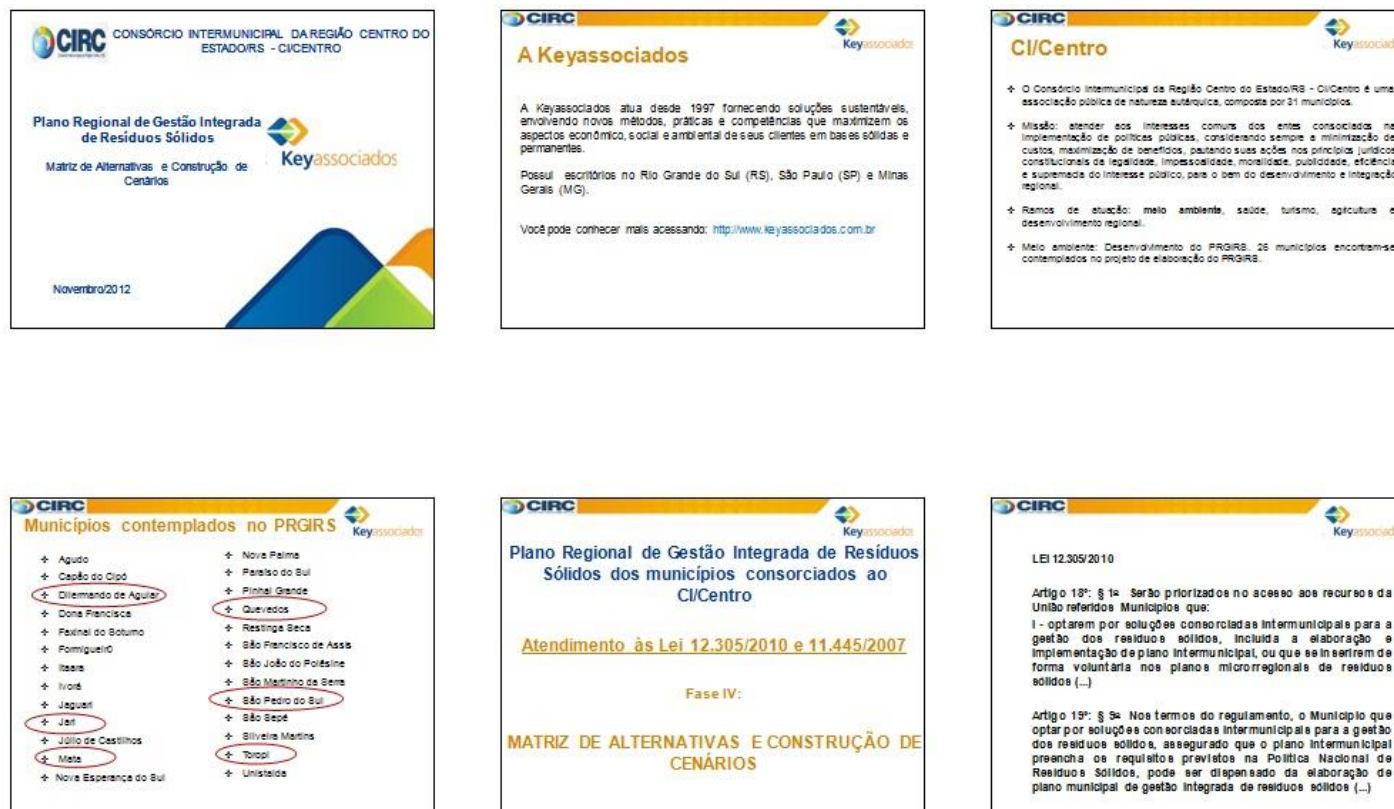 CIRC
CONSÓRCIO INTERMUNICIPAL DA REGIÃO CENTRO DO
ESTADO/RS - CI/CENTRO
Plano Regional de Gestão Integrada
de Resíduos Sólidos
Keyassociados
Matriz de Alternativas e Construção de
Cenários
Novembro/2012
CIRC
Keyassociados
A Keyassociados
A Keyassociados atua desde 1997 fornecendo soluções sustentáveis,
envolvendo novos métodos, práticas e competências que maximizem os
aspectos econômico, social e ambiental de seus clientes em bases sólidas e
permanentes.
Possui escritórios no Rio Grande do Sul (RS), São Paulo (SP) e Minas
Gerais (MG).
Você pode conhecer mais acessando: http://www.keyassociados.com.br
CIRC
Keyassociad
CI/Centro
O Consórcio Intermunicipal da Região Centro do Estado/RS - CI/Centro é uma
associação pública de natureza autárquica, composta por 31 municípios.
Missão: atender aos interesses comuns dos entes consorciados na
implementação de políticas públicas, considerando sempre a minimização de
custos, maximização de benefícios, pautando suas ações nos princípios jurídicos
constitucionais da legalidade, impessoalidade, moralidade, publicidade, eficiência
e supremacia do interesse público, para o bem do desenvolvimento e integração
regional.
Ramos de atuação: meio ambiente, saúde, turismo, agricultura e
desenvolvimento regional.
Meio ambiente: Desenvolvimento do PRGIRS. 26 municípios encontram-se
contemplados no projeto de elaboração do PRGIRS.
CIRC
Municípios contemplados no PRGIRS
Keyassociados
Agudo
Capão do Cipó
Dilermando de Aguiar
Dona Francisca
Faxinal do Soturno
Formigueir0
Itaara
Ivorá
Jaguari
Jari
Júlio de Castilhos
Mata
Nova Esperança do Sul
Nova Palma
Paraíso do Sul
Pinhal Grande
Quevedos
Restinga Seca
São Francisco de Assis
São João do Polêsine
São Martinho da Serra
São Pedro do Sul
São Sepé
Silveira Martins
Toropi
Unistalda
CIRC
Keyassociados
Plano Regional de Gestão Integrada de Resíduos
Sólidos dos municípios consorciados ao
CI/Centro
Atendimento às Lei 12.305/2010 e 11.445/2007
Fase IV:
MATRIZ DE ALTERNATIVAS E CONSTRUÇÃO DE
CENÁRIOS
CIRC
Keyassociad
LEI 12.305/2010
Artigo 18º: § 1º Serão priorizados no acesso aos recursos da
União referidos Municípios que:
I - optarem por soluções consorciadas intermunicipais para a
gestão dos resíduos sólidos, incluída a elaboração e
implementação de plano intermunicipal, ou que se inserirem de
forma voluntária nos planos microrregionais de resíduos
sólidos (...)
Artigo 19º: § 9º Nos termos do regulamento, o Município que
optar por soluções consorciadas intermunicipais para a gestão
dos resíduos sólidos, assegurado que o plano intermunicipal
preencha os requisitos previstos na Política Nacional de
Resíduos Sólidos, pode ser dispensado da elaboração de
plano municipal de gestão integrada de resíduos sólidos (...)